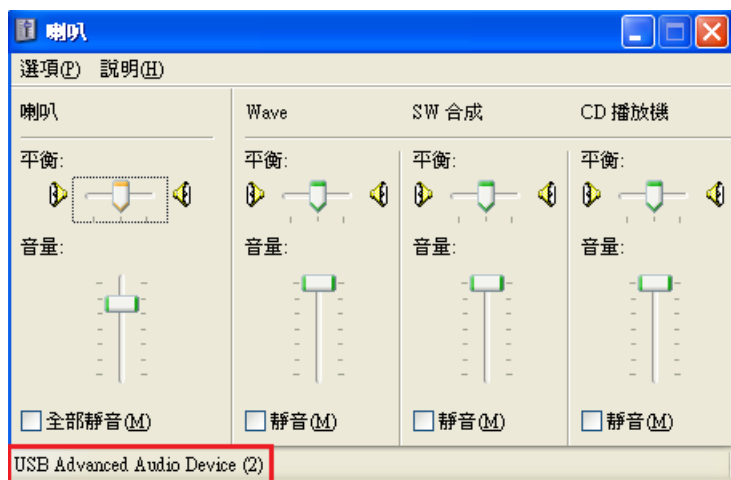 喇叭
選項(P) 說明(H)
喇叭 Wave SW 合成 CD 播放機
平衡: 平衡: 平衡: 平衡:
音量: 音量: 音量: 音量:
全部靜音(M) 靜音(M) 靜音(M) 靜音(M)
USB Advanced Audio Device (2)